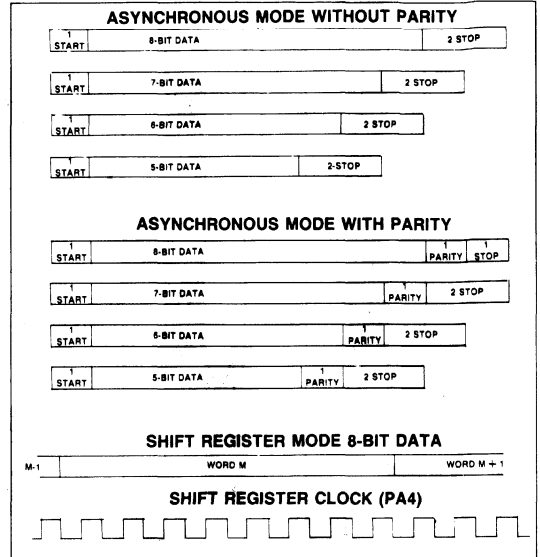 ASYNCHRONOUS MODE WITHOUT PARITY
1 START 8-BIT DATA 2 STOP
1 START 7-BIT DATA 2 STOP
1 START 6-BIT DATA 2 STOP
1 START 5-BIT DATA 2-STOP
ASYNCHRONOUS MODE WITH PARITY
1 START 8-BIT DATA 1 PARITY 1 STOP
1 START 7-BIT DATA 1 PARITY 2 STOP
1 START 6-BIT DATA 1 PARITY 2 STOP
1 START 5-BIT DATA 1 PARITY 2 STOP
SHIFT REGISTER MODE 8-BIT DATA
M-1 WORD M WORD M + 1
SHIFT REGISTER CLOCK (PA4)